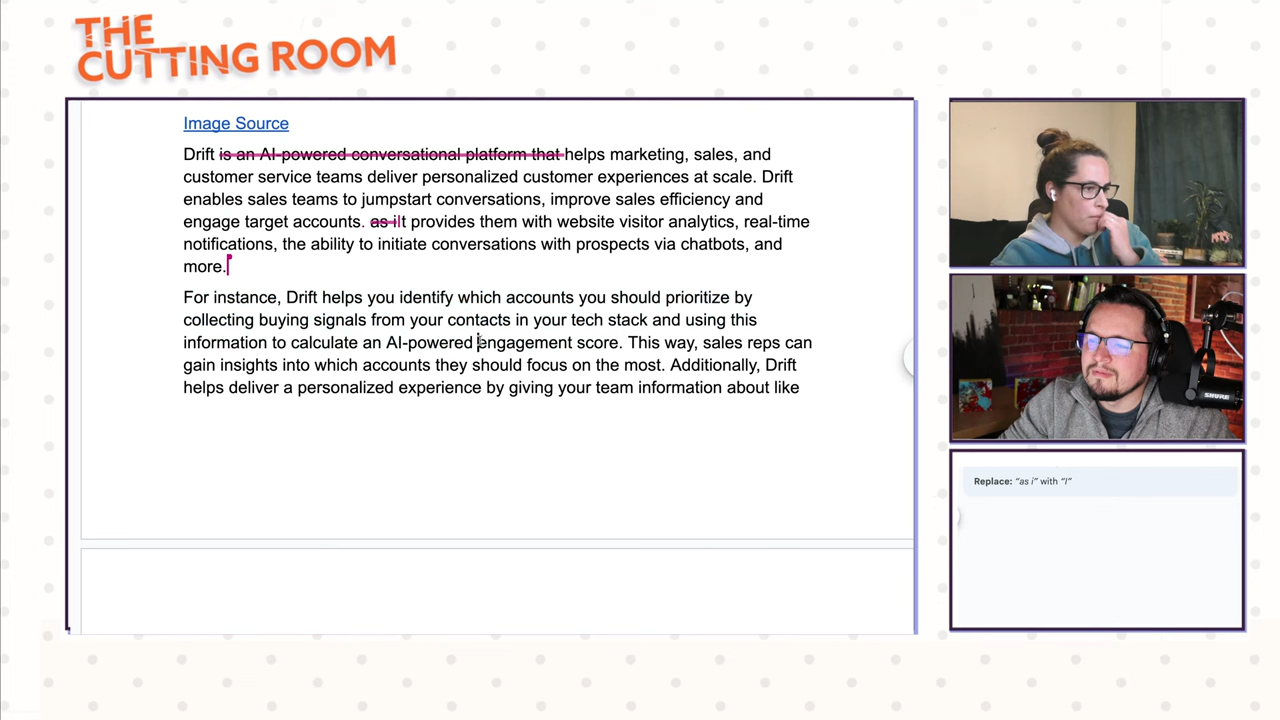 THE
CUTTING ROOM
Image Source
Drift is an AI-powered conversational platform that helps marketing, sales, and
customer service teams deliver personalized customer experiences at scale. Drift
enables sales teams to jumpstart conversations, improve sales efficiency and
engage target accounts. as iIt provides them with website visitor analytics, real-time
notifications, the ability to initiate conversations with prospects via chatbots, and
more.
For instance, Drift helps you identify which accounts you should prioritize by
collecting buying signals from your contacts in your tech stack and using this
information to calculate an AI-powered engagement score. This way, sales reps can
gain insights into which accounts they should focus on the most. Additionally, Drift
helps deliver a personalized experience by giving your team information about like
SHURE
Replace: “as i” with “I”